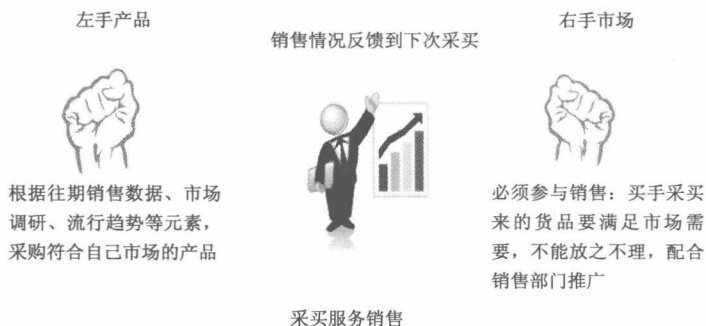 左手产品
销售情况反馈到下次采买
右手市场
根据往期销售数据、市场
调研、流行趋势等元素，
采购符合自己市场的产品
必须参与销售：买手采买
来的货品要满足市场需
要，不能放之不理，配合
销售部门推广
采买服务销售